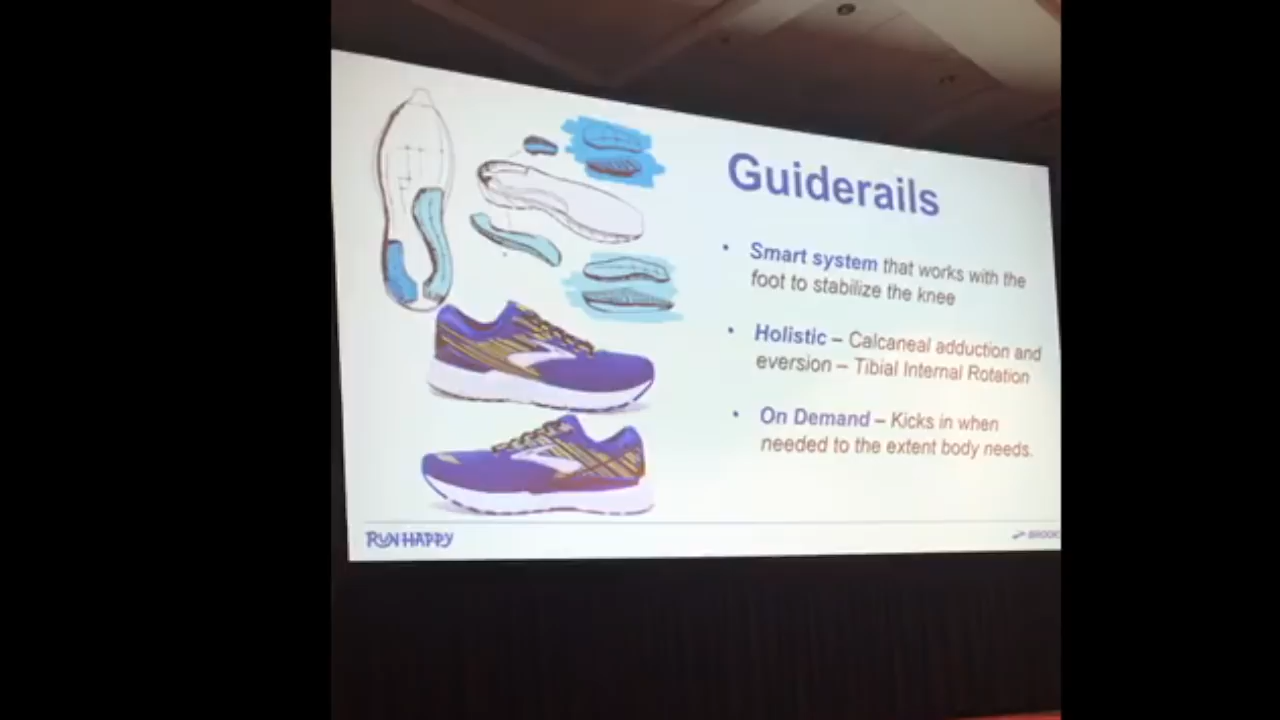 Guiderails
• Smart system that works with the
foot to stabilize the knee
• Holistic – Calcaneal adduction and
eversion – Tibial Internal Rotation
• On Demand – Kicks in when
needed to the extent body needs.
RUN HAPPY
BROOKS